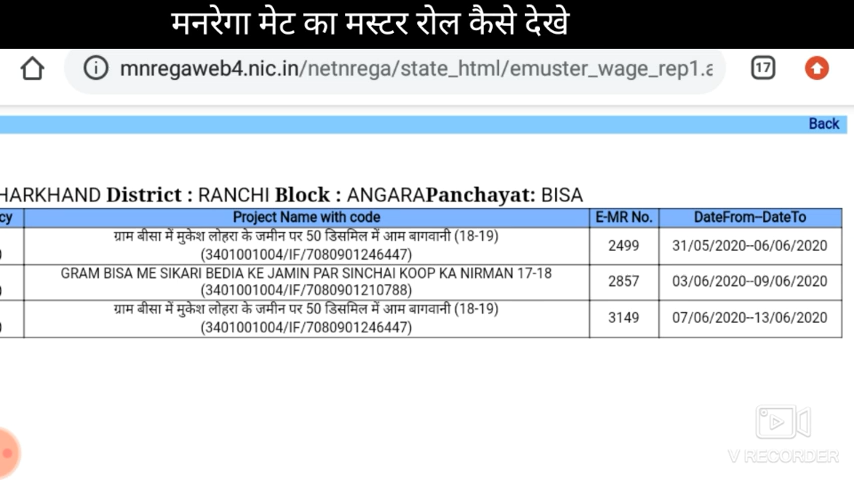 मनरेगा मेट का मस्टर रोल कैसे देखे
mnregaweb4.nic.in/netnrega/state_html/emuster_wage_rep1.a
17
Back
HARKHAND District : RANCHI Block : ANGARAPanchayat: BISA
cy Project Name with code E-MR No. DateFrom--DateTo
ग्राम बीसा में मुकेश लोहरा के जमीन पर 50 डिसमिल में आम बागवानी (18-19)
(3401001004/IF/7080901246447)
2499 31/05/2020--06/06/2020
GRAM BISA ME SIKARI BEDIA KE JAMIN PAR SINCHAI KOOP KA NIRMAN 17-18
(3401001004/IF/7080901210788)
2857 03/06/2020--09/06/2020
ग्राम बीसा में मुकेश लोहरा के जमीन पर 50 डिसमिल में आम बागवानी (18-19)
(3401001004/IF/7080901246447)
3149 07/06/2020--13/06/2020
V RECORDER